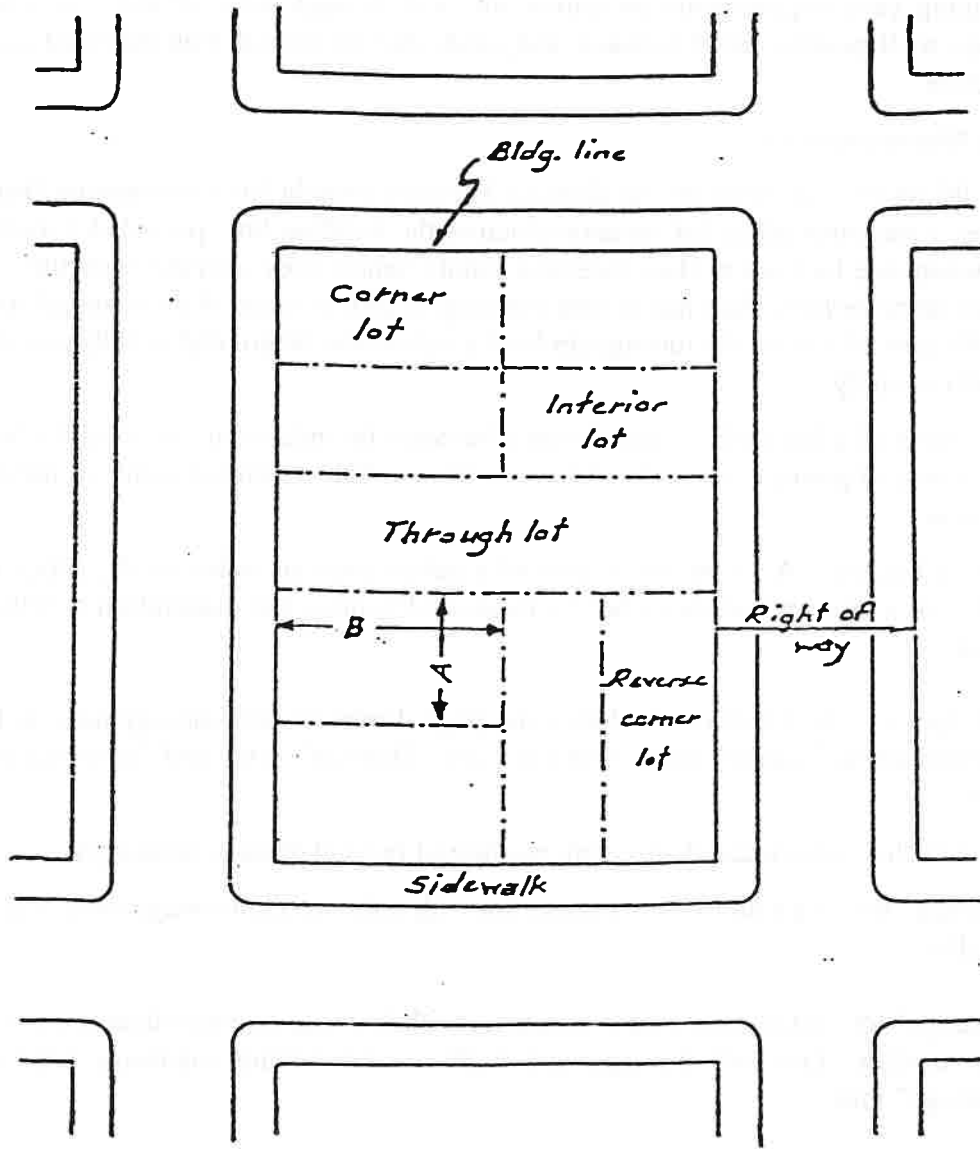 Bldg. line
Corner
lot
Interior
lot
Through lot
B
A
Right of
way
Reverse
corner
lot
Sidewalk